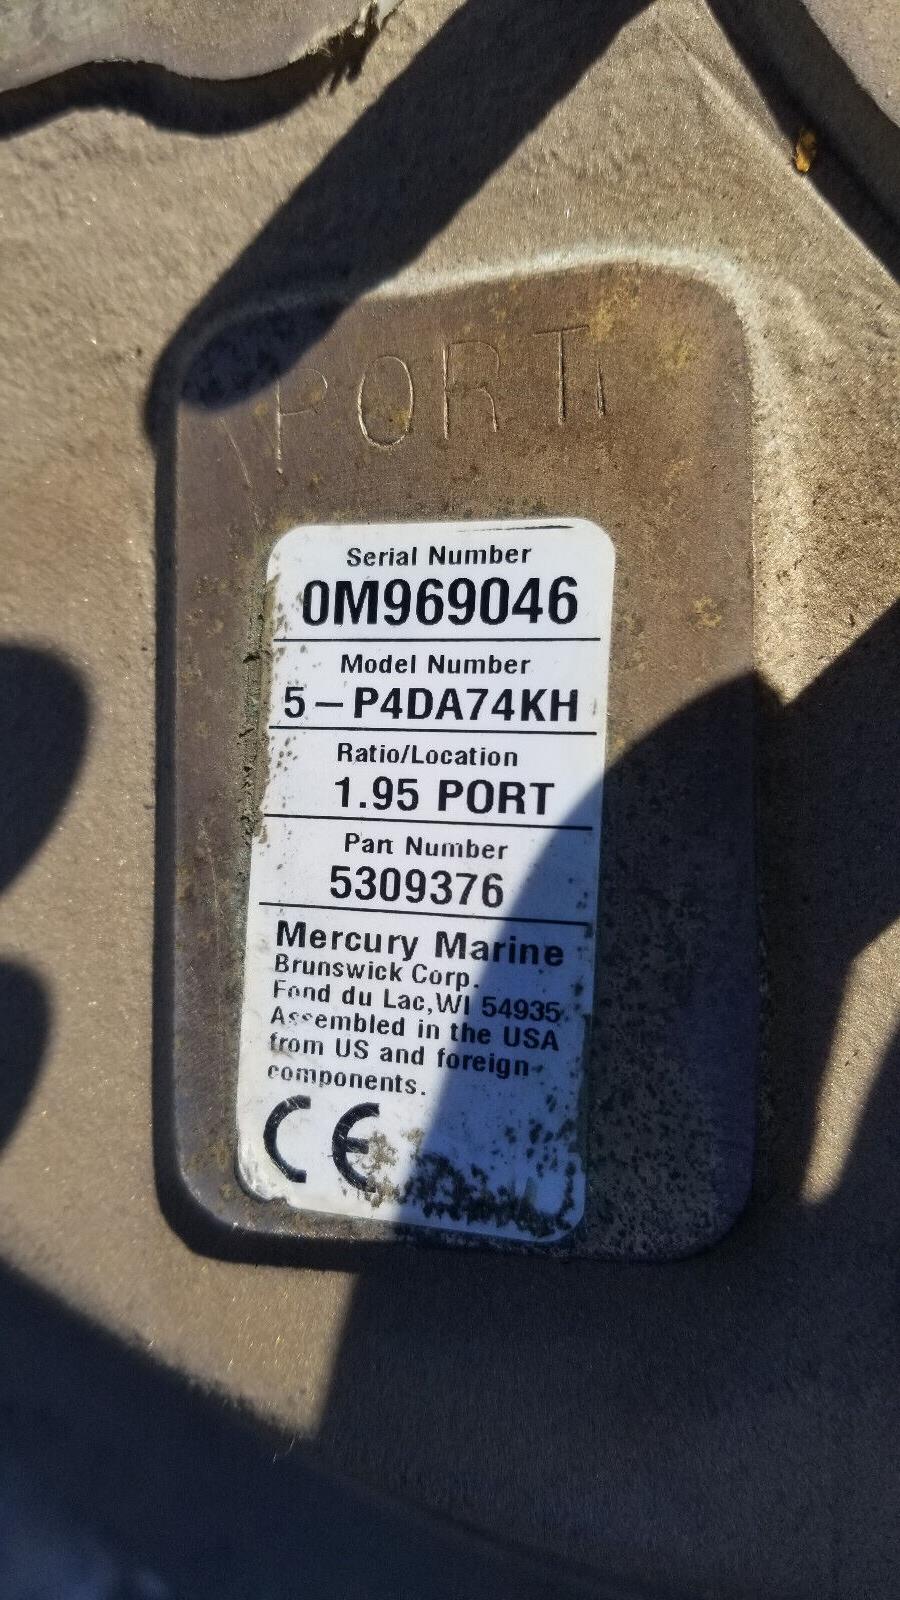 PORT
Serial Number
0M969046
Model Number
5-P4DA74KH
Ratio/Location
1.95 PORT
Part Number
5309376
Mercury Marine
Brunswick Corp.
Fond du Lac,WI 54935
Assembled in the USA
from US and foreign
components.
CE